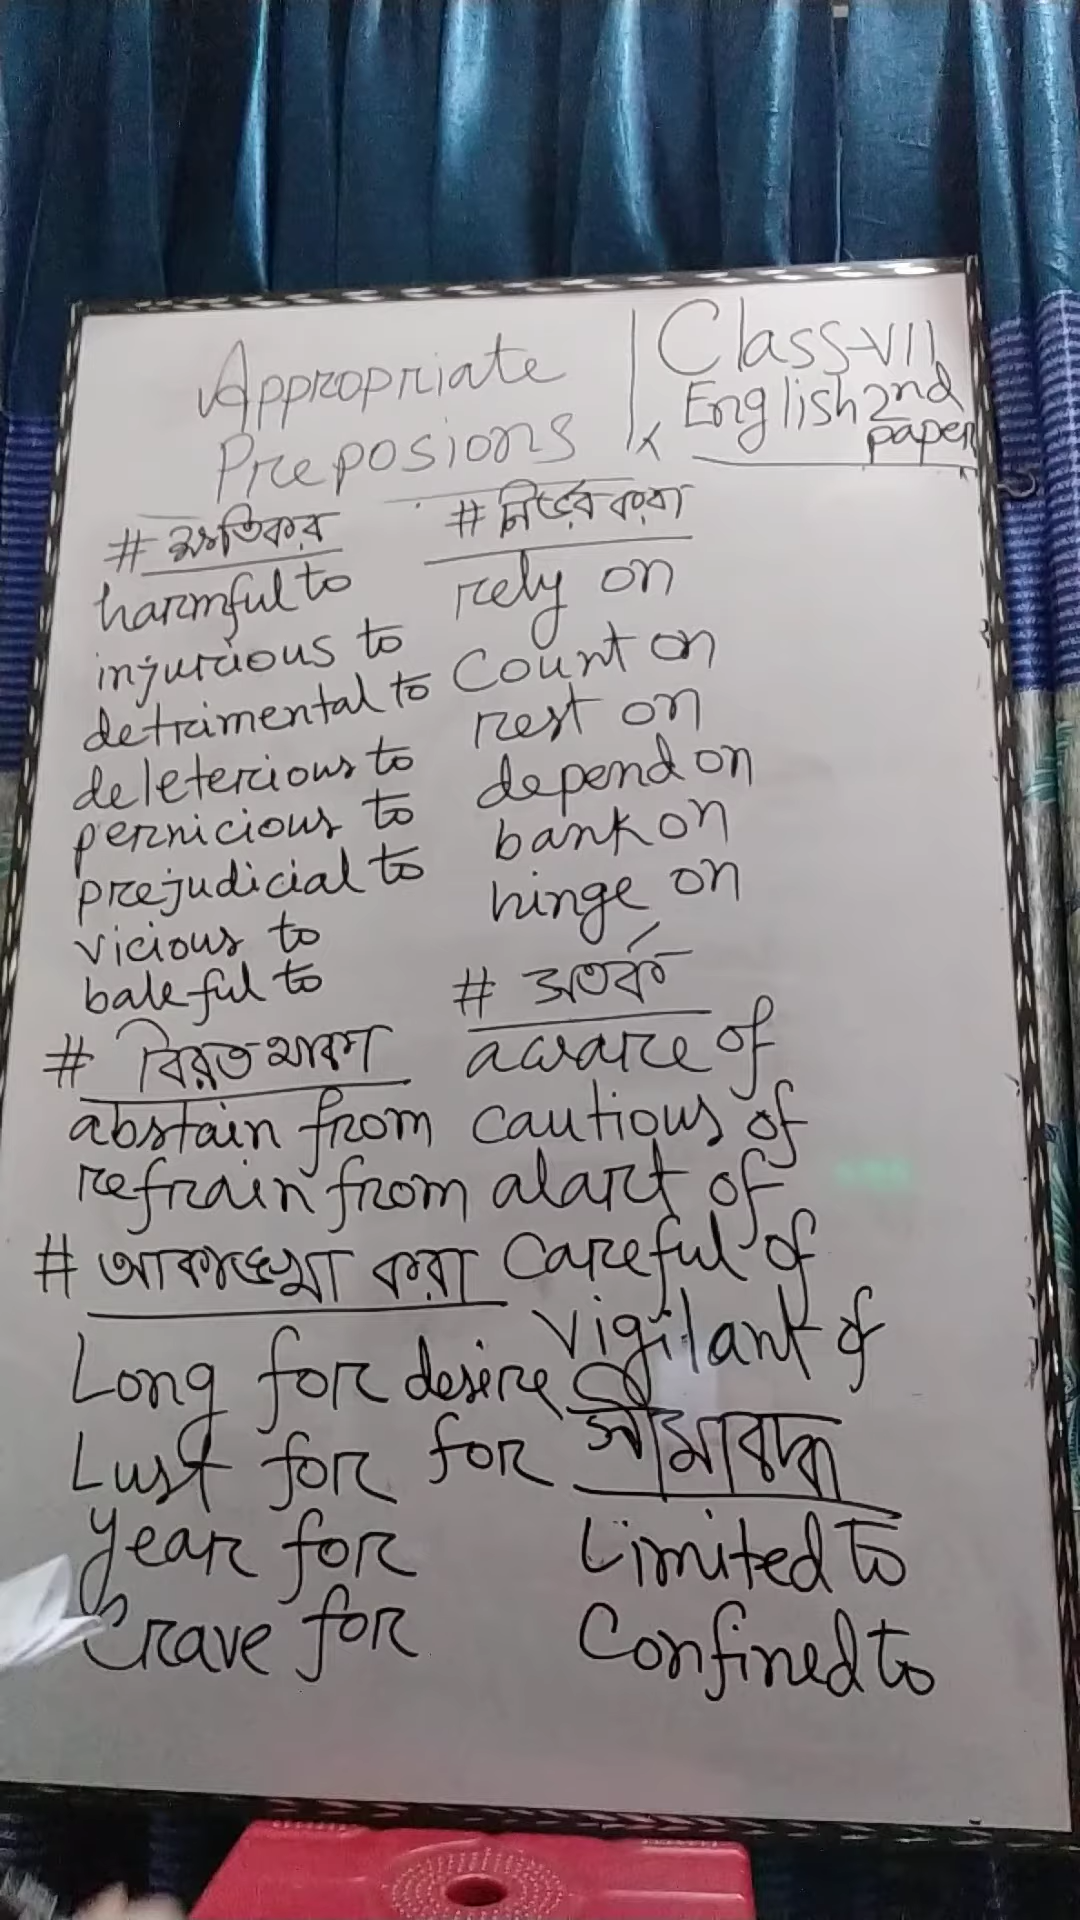 Appropriate
Preposions
Class-VII
English 2nd
paper
# ক্ষতিকর
harmful to
injurious to
detrimental to
deleterious to
pernicious to
prejudicial to
vicious to
baleful to
# নির্ভর করা
rely on
Count on
rest on
depend on
bank on
hinge on
# বিরত থাকা
abstain from
refrain from
# সতর্ক
aware of
cautious of
alart of
Careful of
vigilant of
# আকাঙ্খা করা
Long for
Lust for
Year for
Crave for
desire
for
সীমাবদ্ধ
Limited to
Confined to